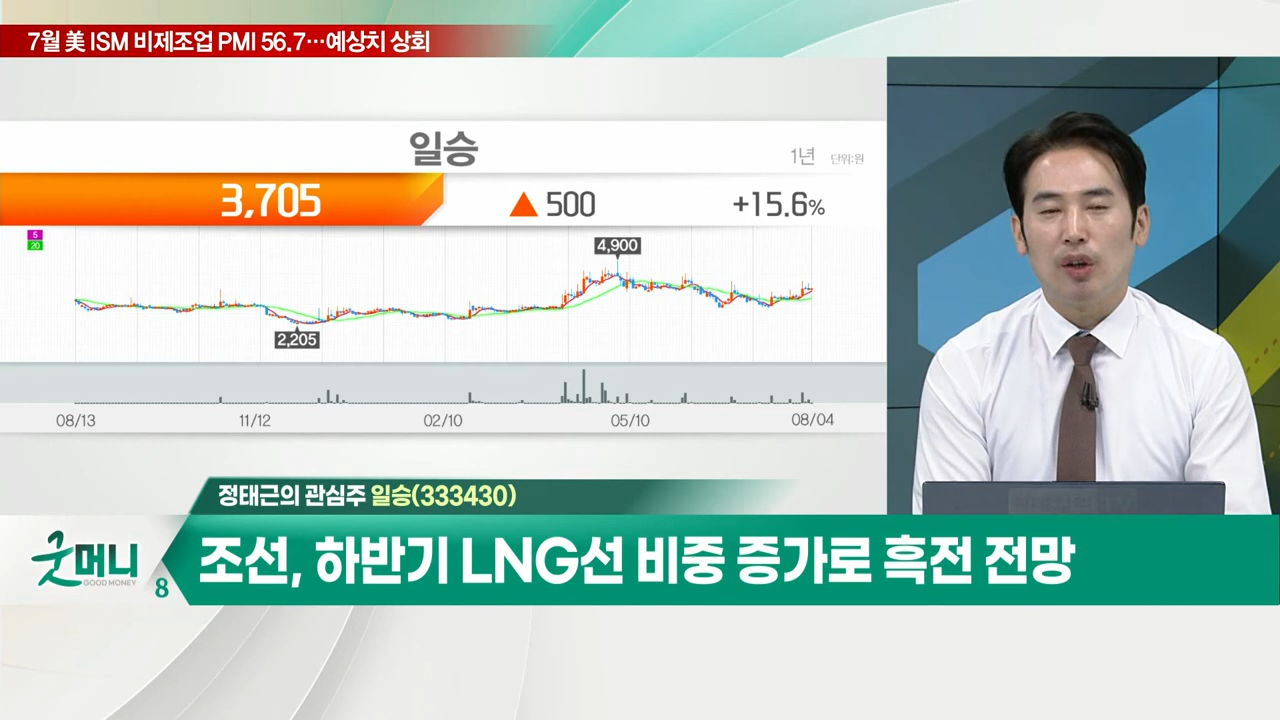 7월 美 ISM 비제조업 PMI 56.7…예상치 상회
일승
1년 단위:원
3,705 ▲ 500 +15.6%
5
20
4,900
2,205
08/13 11/12 02/10 05/10 08/04
정태근의 관심주 일승(333430)
조선, 하반기 LNG선 비중 증가로 흑전 전망
굿머니
GOOD MONEY
8